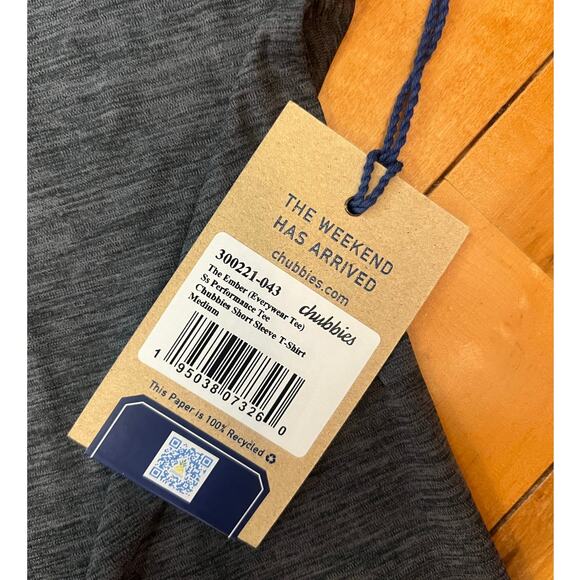 THE WEEKEND
HAS ARRIVED
chubbies.com
300221-043
chubbies
The Ember (Everywear Tee)
Ss Performance Tee
Chubbies Short Sleeve T-Shirt
Medium
1 95038 07326 0
This Paper is 100% Recycled